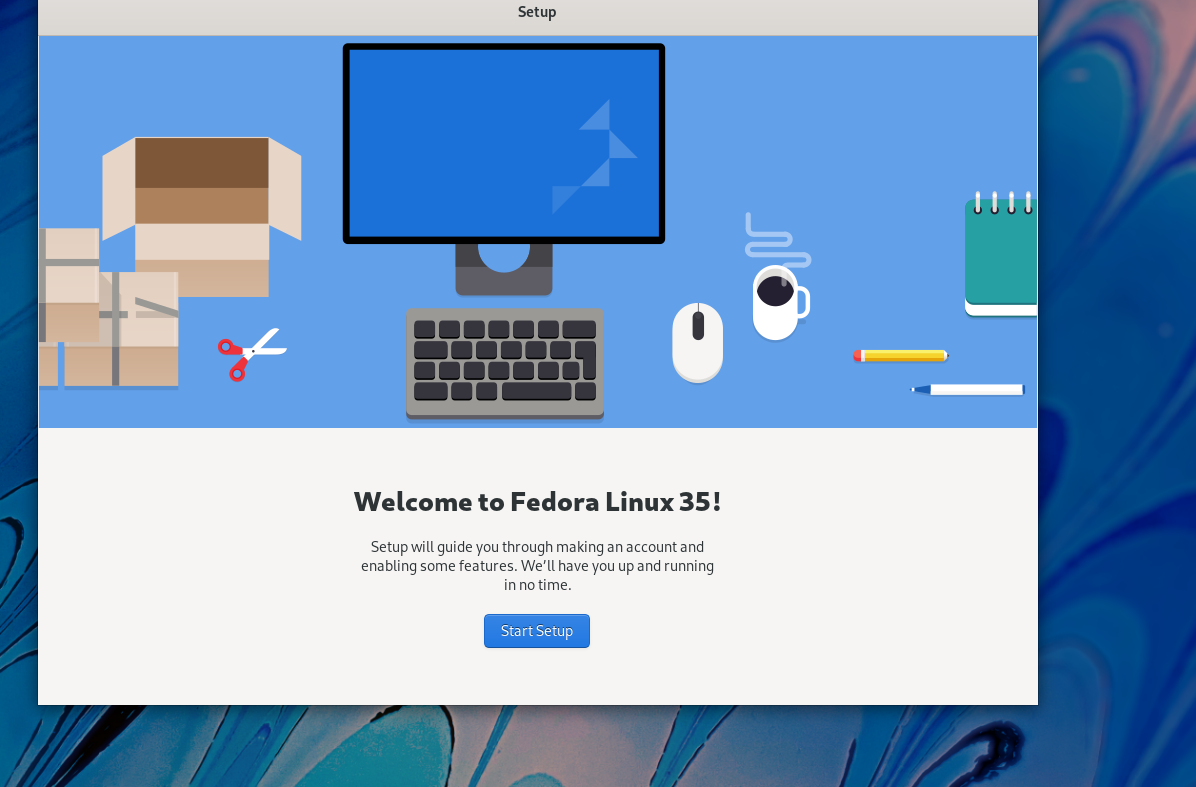 Setup
Welcome to Fedora Linux 35!
Setup will guide you through making an account and
enabling some features. We’ll have you up and running
in no time.
Start Setup